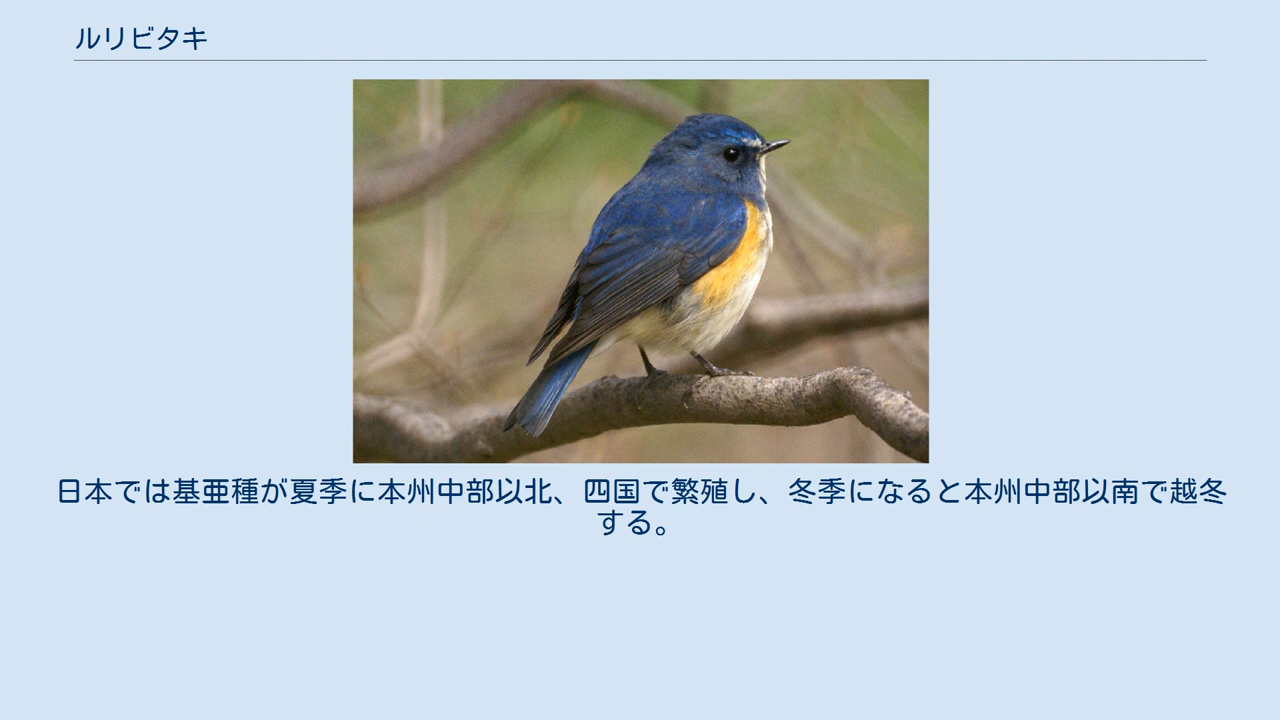 ルリビタキ
日本では基亜種が夏季に本州中部以北、四国で繁殖し、冬季になると本州中部以南で越冬
する。